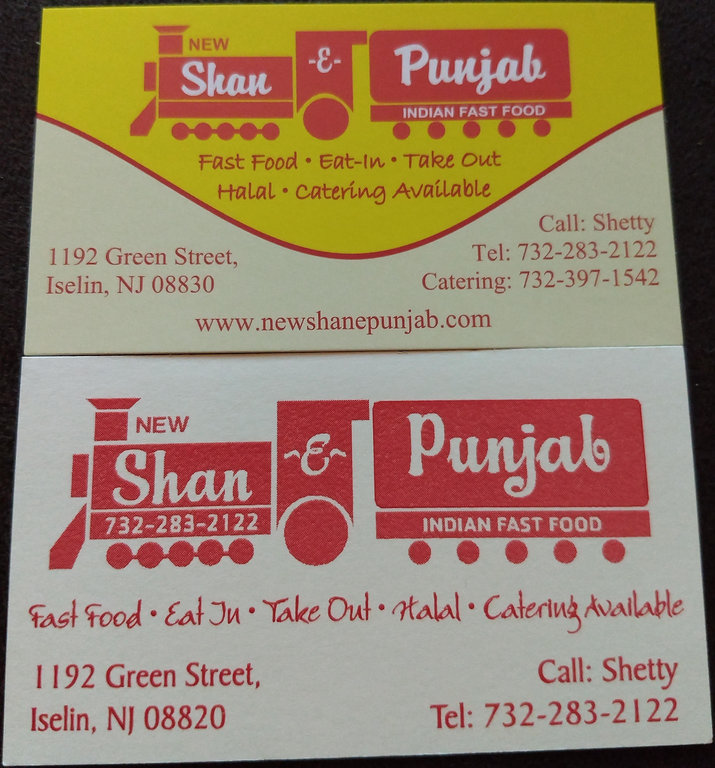 NEW
Shan -E- Punjab
INDIAN FAST FOOD
Fast Food • Eat-In • Take Out
Halal • Catering Available
Call: Shetty
1192 Green Street,
Tel: 732-283-2122
Iselin, NJ 08830
Catering: 732-397-1542
www.newshanepunjab.com
NEW
Shan ~E~ Punjab
732-283-2122
INDIAN FAST FOOD
Fast Food • Eat In • Take Out • Halal • Catering Available
1192 Green Street,
Call: Shetty
Iselin, NJ 08820
Tel: 732-283-2122